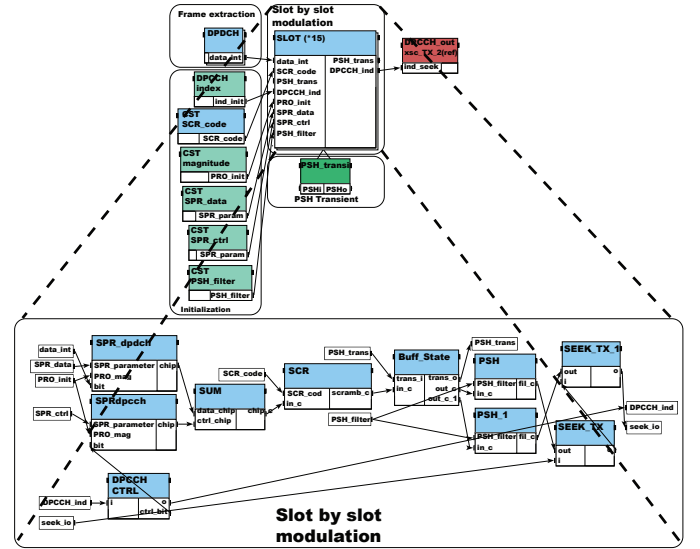 Frame extraction
DPDCH
data_int
DPCCH
index
ind_init
CST
SCR_code
SCR_code
CST
magnitude
PRO_init
CST
SPR_data
SPR_param
CST
SPR_ctrl
SPR_param
CST
PSH_filter
PSH_filter
Initialization
Slot by slot
modulation
SLOT (*15)
data_int
SCR_code
PSH_trans
DPCCH_ind
PRO_init
SPR_data
SPR_ctrl
PSH_filter
PSH_trans
DPCCH_ind
PSH_transi
PSHi PSHo
PSH Transient
DPCCH_out
xsc_TX_2(ref)
ind_seek
data_int
SPR_data
PRO_init
SPR_ctrl
DPCCH_ind
seek_io
SPR_dpdch
SPR_parameter chip
PRO_mag
bit
SPRdpcch
SPR_parameter chip
PRO_mag
bit
DPCCH
CTRL
i o
ctrl_bit
SUM
data_chip chip_c
ctrl_chip
SCR_code
SCR
SCR_cod scramb_c
in_c
PSH_trans
PSH_filter
Buff_State
trans_i trans_o
in_c out_c
out_c_1
PSH_trans
PSH
PSH_filter fil_c
in_c
PSH_1
PSH_filter fil_c
in_c
SEEK_TX_1
out o
i
SEEK_TX
out o
i
DPCCH_ind
seek_io
Slot by slot
modulation